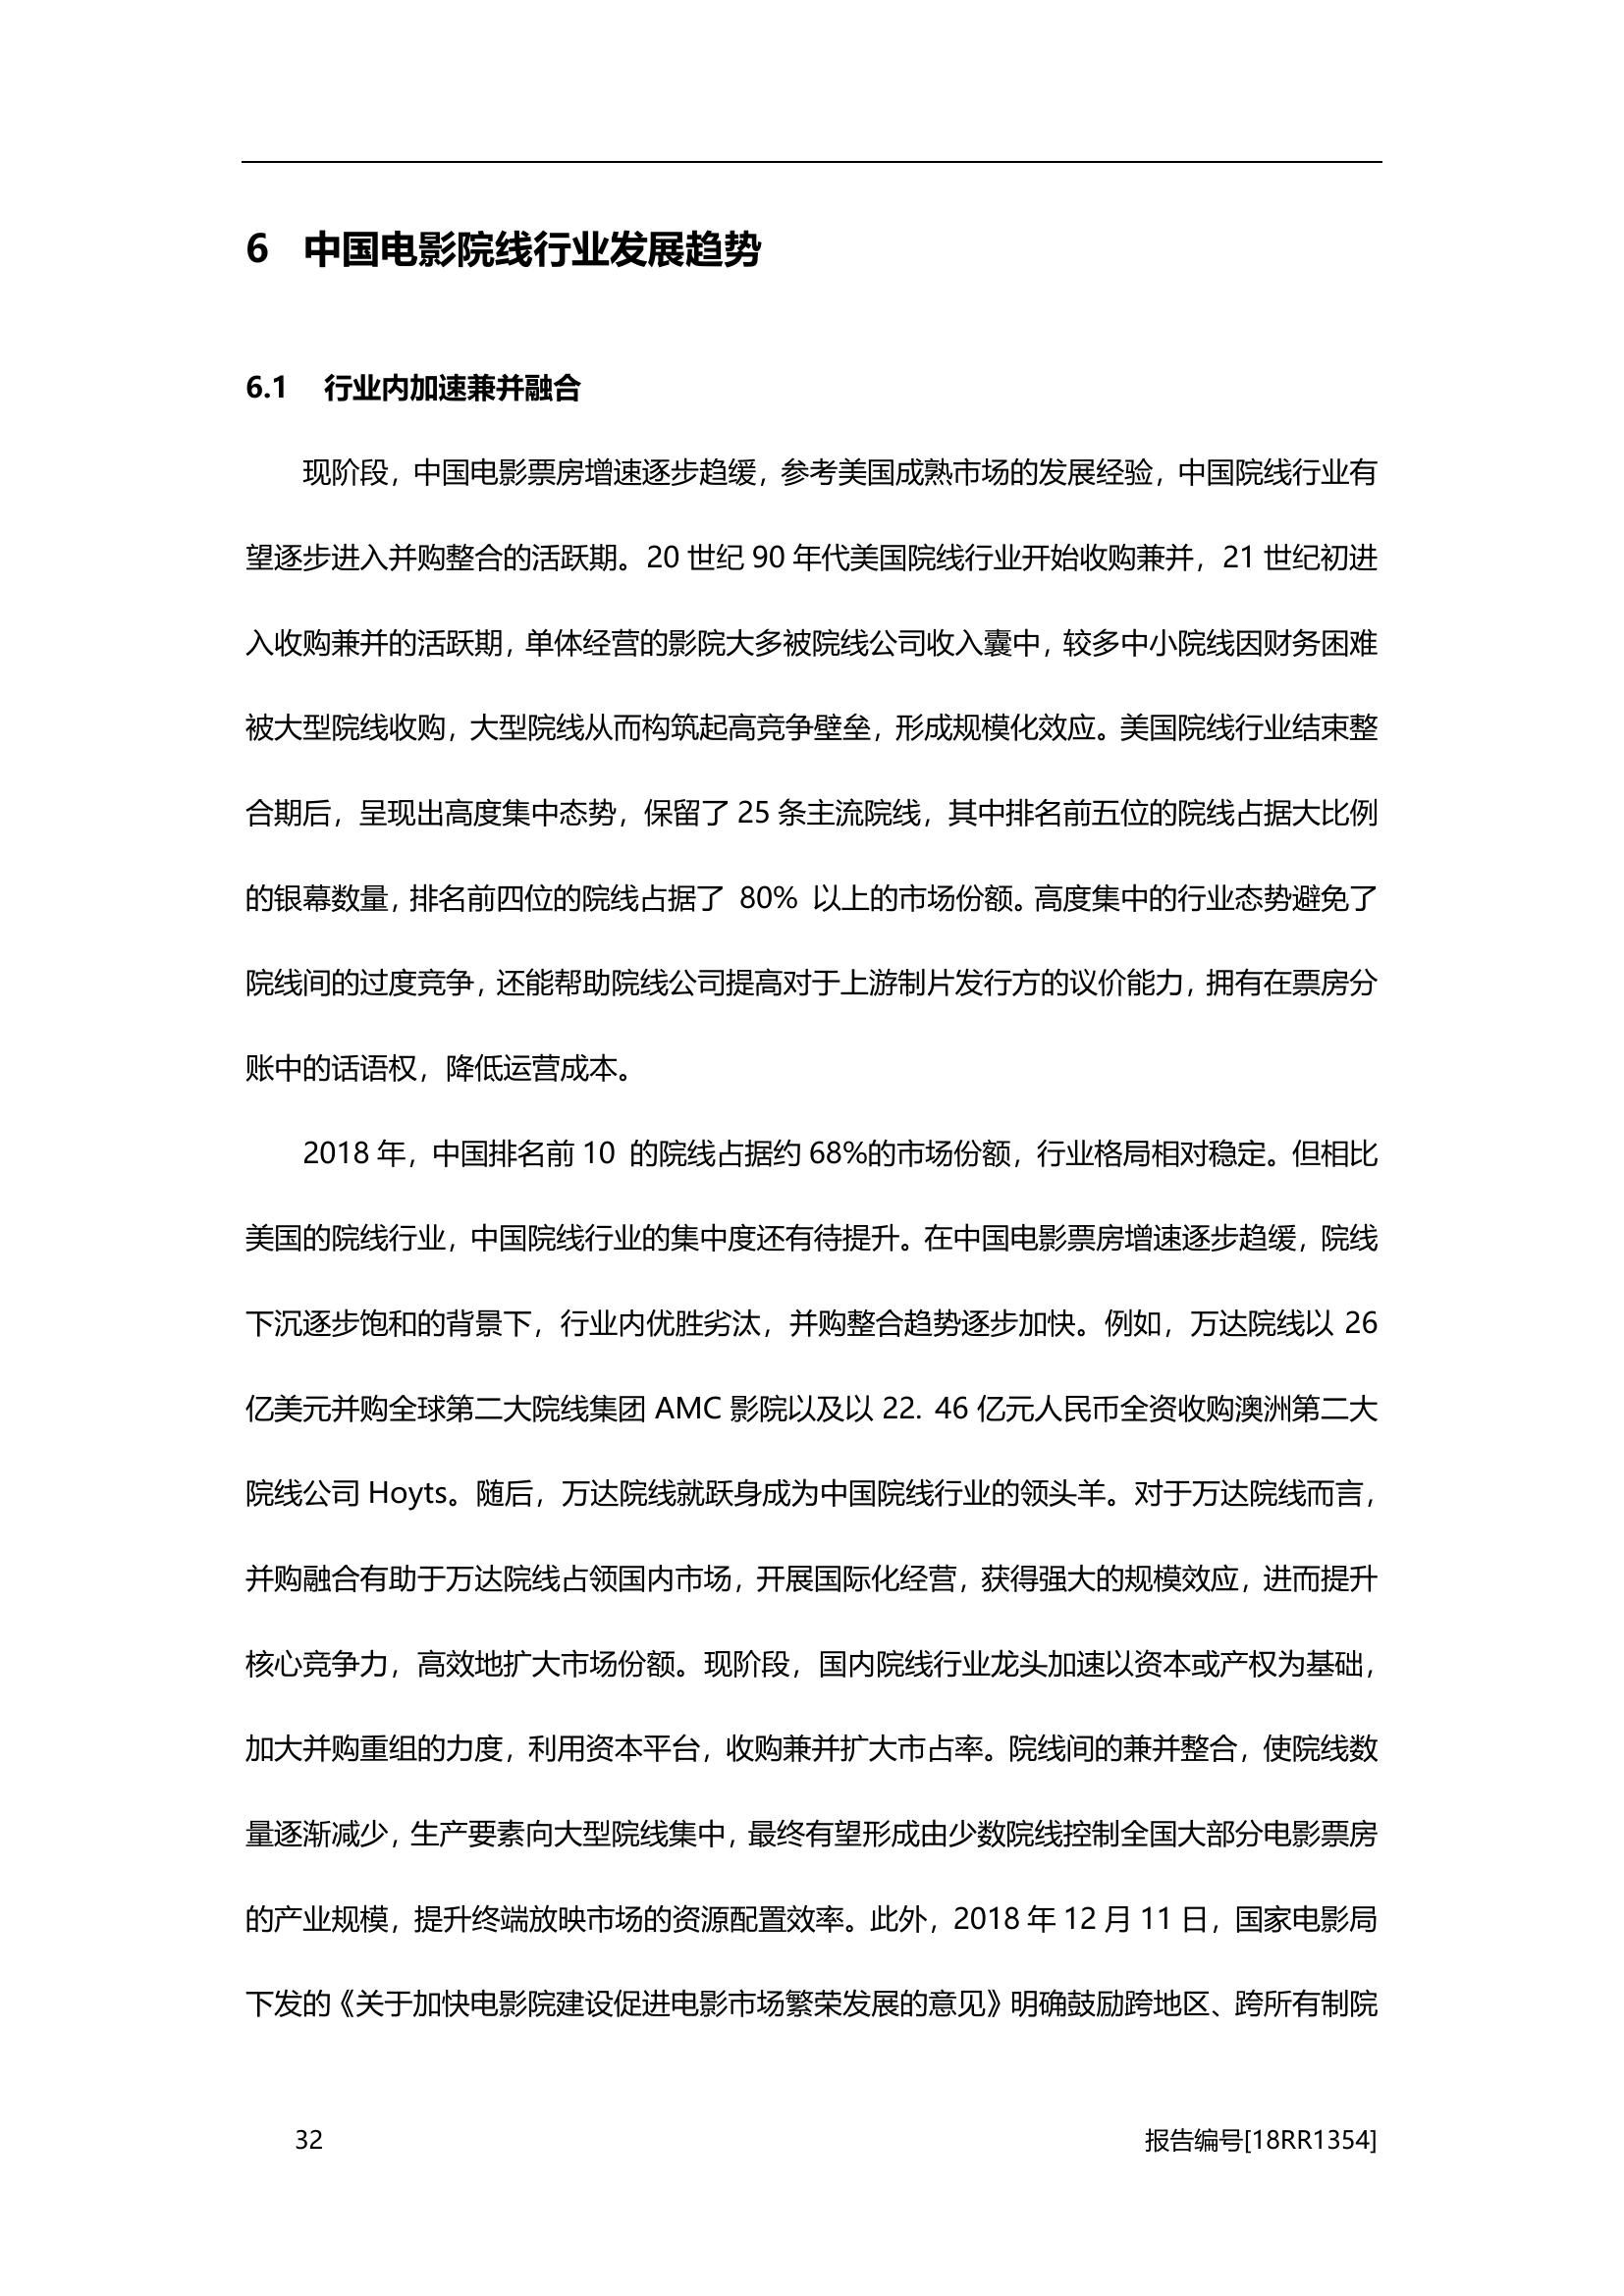 6 中国电影院线行业发展趋势
6.1 行业内加速兼并融合
现阶段，中国电影票房增速逐步趋缓，参考美国成熟市场的发展经验，中国院线行业有
望逐步进入并购整合的活跃期。20 世纪 90 年代美国院线行业开始收购兼并，21 世纪初进
入收购兼并的活跃期，单体经营的影院大多被院线公司收入囊中，较多中小院线因财务困难
被大型院线收购，大型院线从而构筑起高竞争壁垒，形成规模化效应。美国院线行业结束整
合期后，呈现出高度集中态势，保留了 25 条主流院线，其中排名前五位的院线占据大比例
的银幕数量，排名前四位的院线占据了 80% 以上的市场份额。高度集中的行业态势避免了
院线间的过度竞争，还能帮助院线公司提高对于上游制片发行方的议价能力，拥有在票房分
账中的话语权，降低运营成本。
2018 年，中国排名前 10 的院线占据约 68%的市场份额，行业格局相对稳定。但相比
美国的院线行业，中国院线行业的集中度还有待提升。在中国电影票房增速逐步趋缓，院线
下沉逐步饱和的背景下，行业内优胜劣汰，并购整合趋势逐步加快。例如，万达院线以 26
亿美元并购全球第二大院线集团 AMC 影院以及以 22. 46 亿元人民币全资收购澳洲第二大
院线公司 Hoyts。随后，万达院线就跃身成为中国院线行业的领头羊。对于万达院线而言，
并购融合有助于万达院线占领国内市场，开展国际化经营，获得强大的规模效应，进而提升
核心竞争力，高效地扩大市场份额。现阶段，国内院线行业龙头加速以资本或产权为基础，
加大并购重组的力度，利用资本平台，收购兼并扩大市占率。院线间的兼并整合，使院线数
量逐渐减少，生产要素向大型院线集中，最终有望形成由少数院线控制全国大部分电影票房
的产业规模，提升终端放映市场的资源配置效率。此外，2018 年 12 月 11 日，国家电影局
下发的《关于加快电影院建设促进电影市场繁荣发展的意见》明确鼓励跨地区、跨所有制院
32 报告编号[18RR1354]